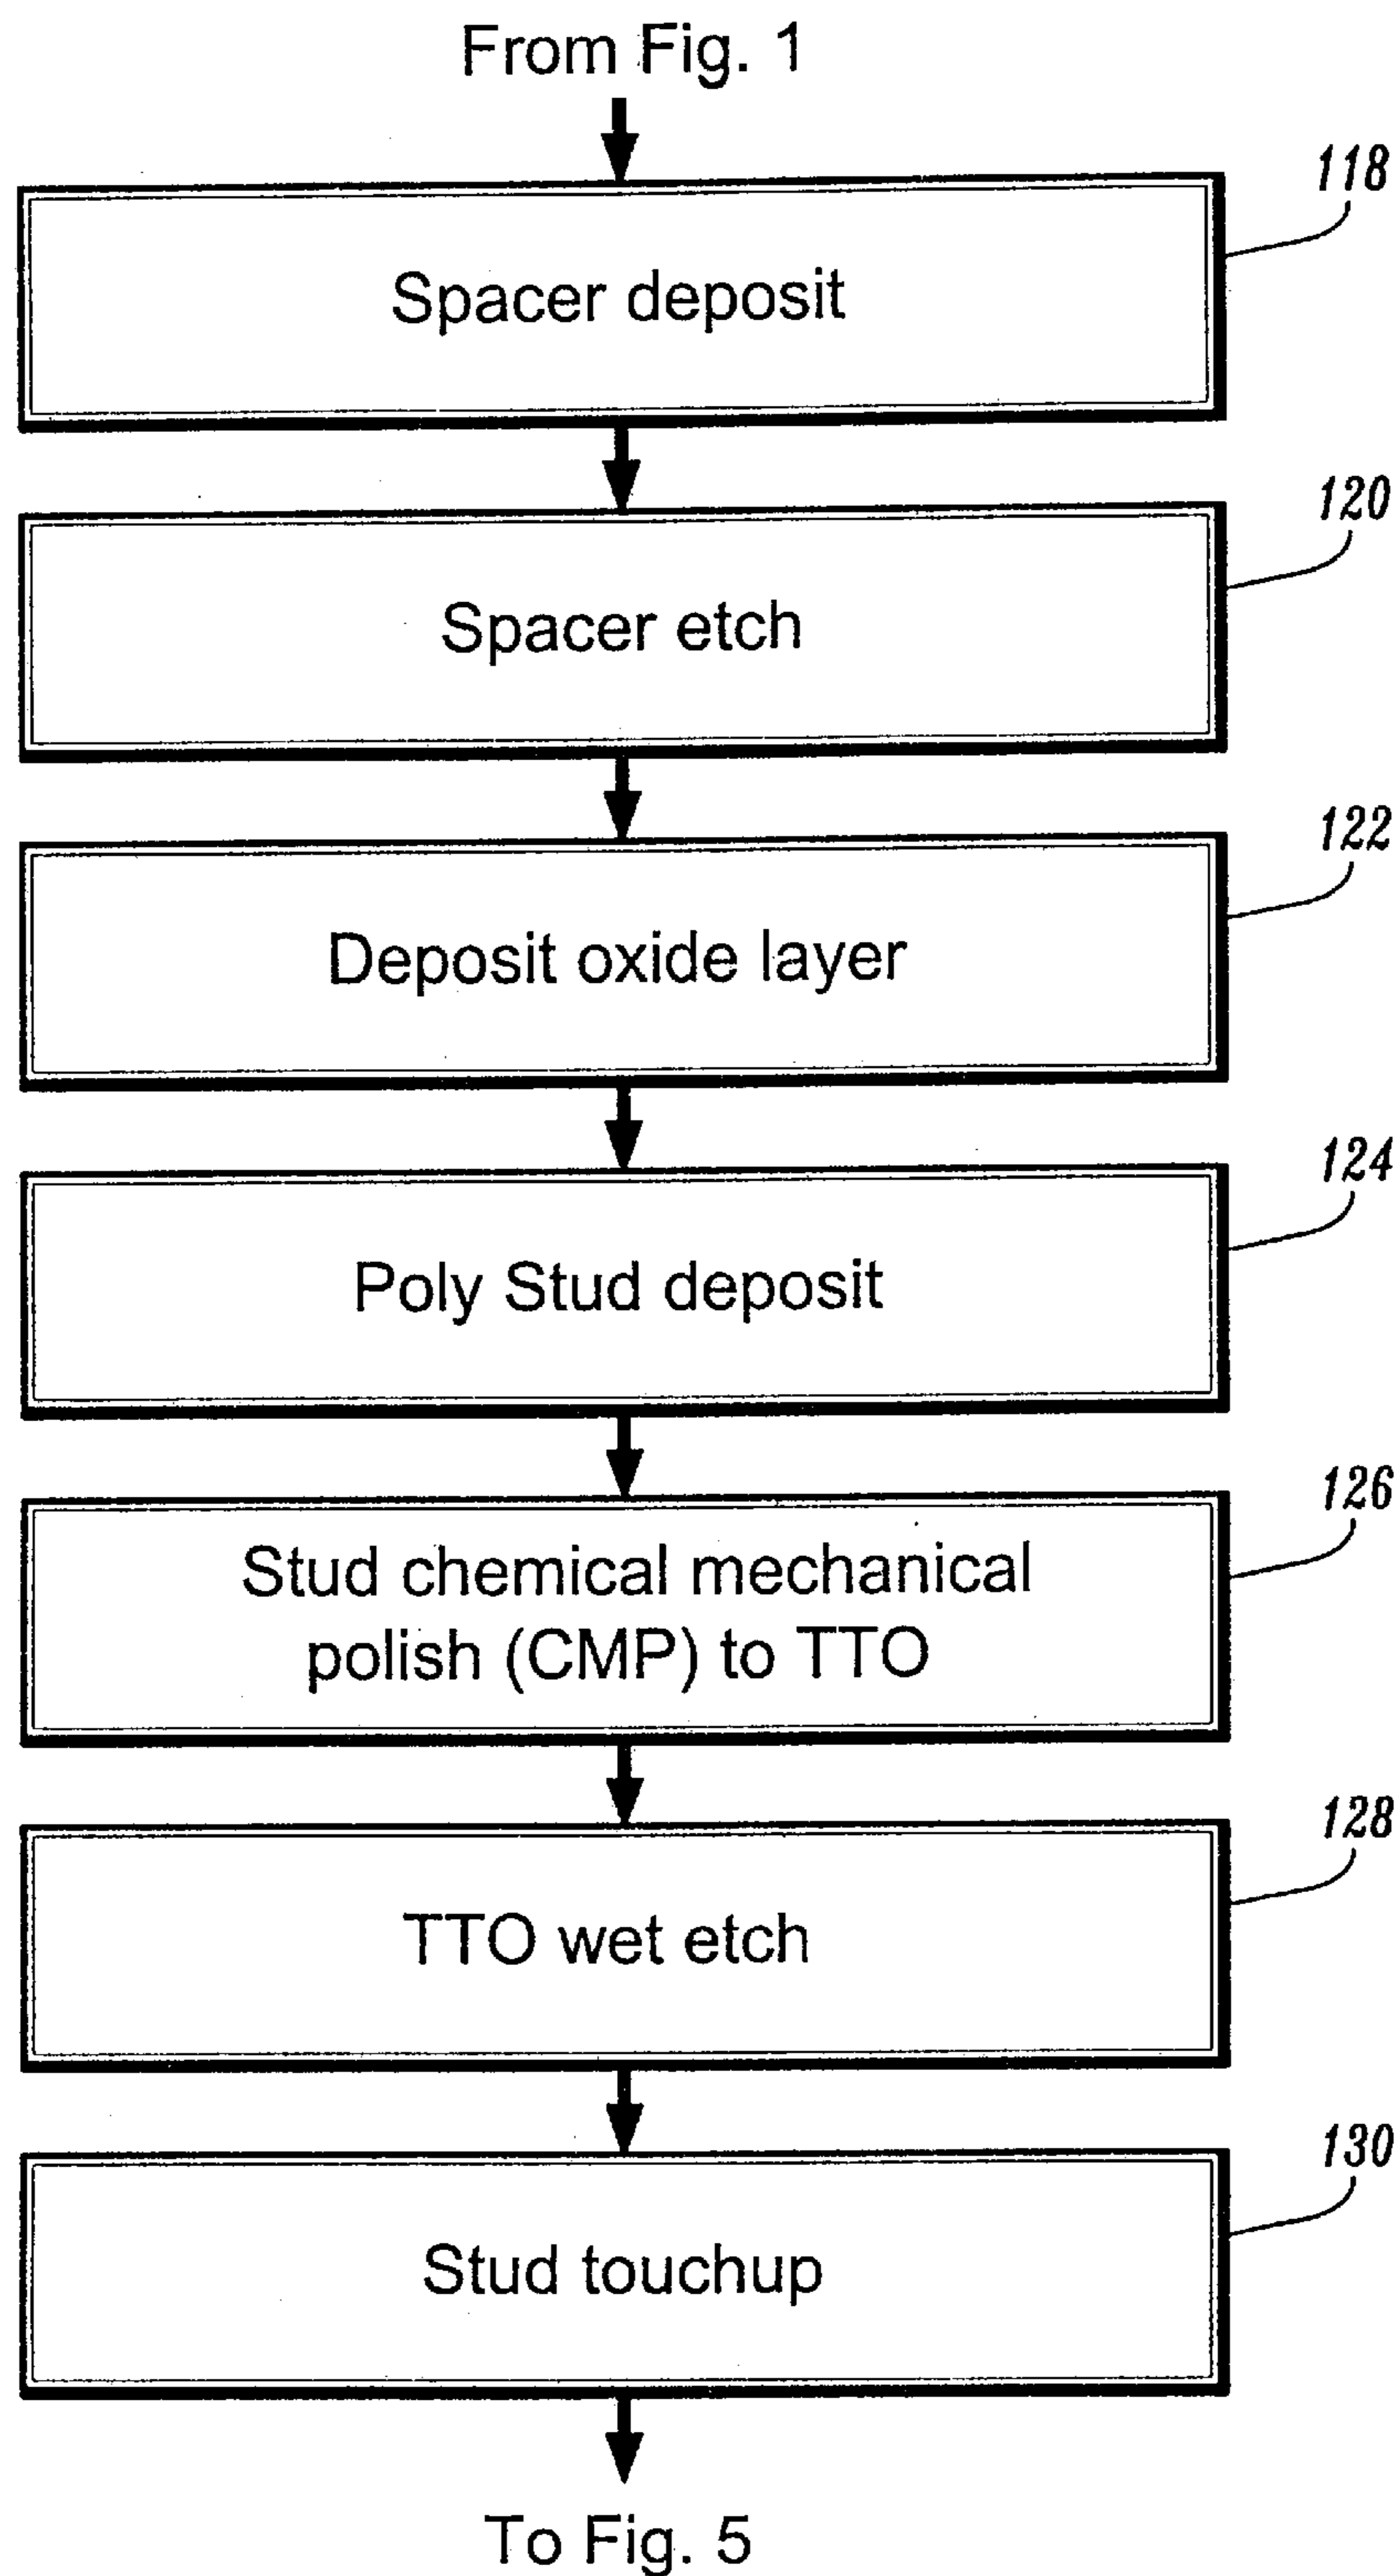 From Fig. 1
118
Spacer deposit
120
Spacer etch
122
Deposit oxide layer
124
Poly Stud deposit
126
Stud chemical mechanical
polish (CMP) to TTO
128
TTO wet etch
130
Stud touchup
To Fig. 5